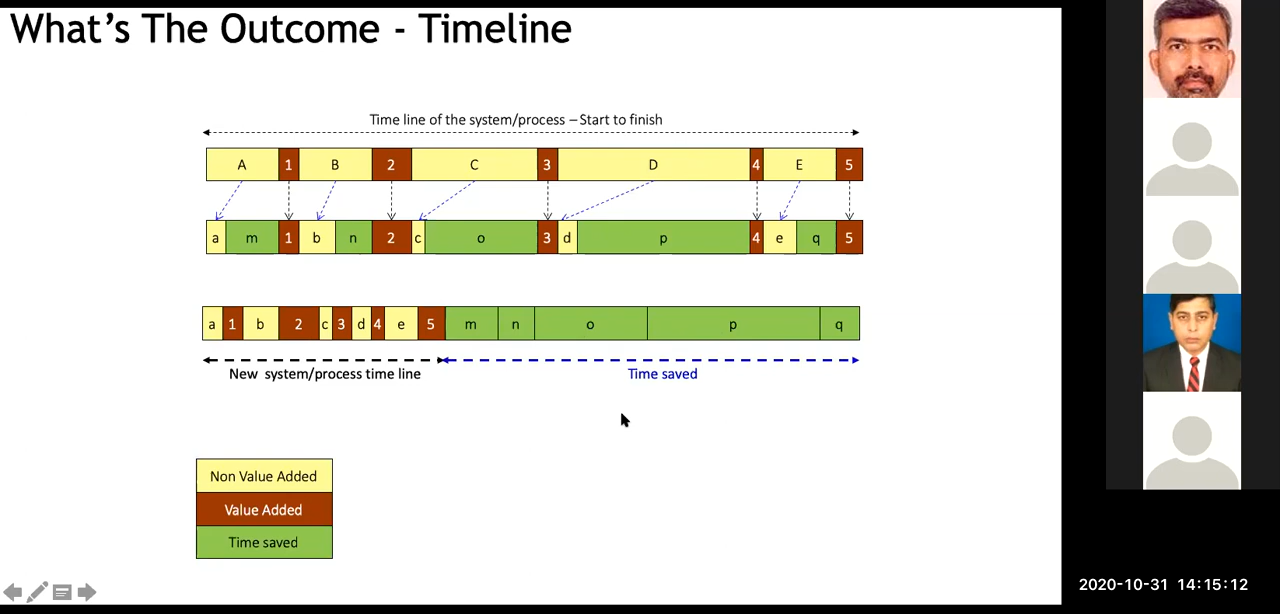 What’s The Outcome - Timeline
Time line of the system/process – Start to finish
A 1 B 2 C 3 D 4 E 5
a m 1 b n 2 c o 3 d p 4 e q 5
a 1 b 2 c 3 d 4 e 5 m n o p q
New system/process time line Time saved
Non Value Added
Value Added
Time saved
2020-10-31 14:15:12